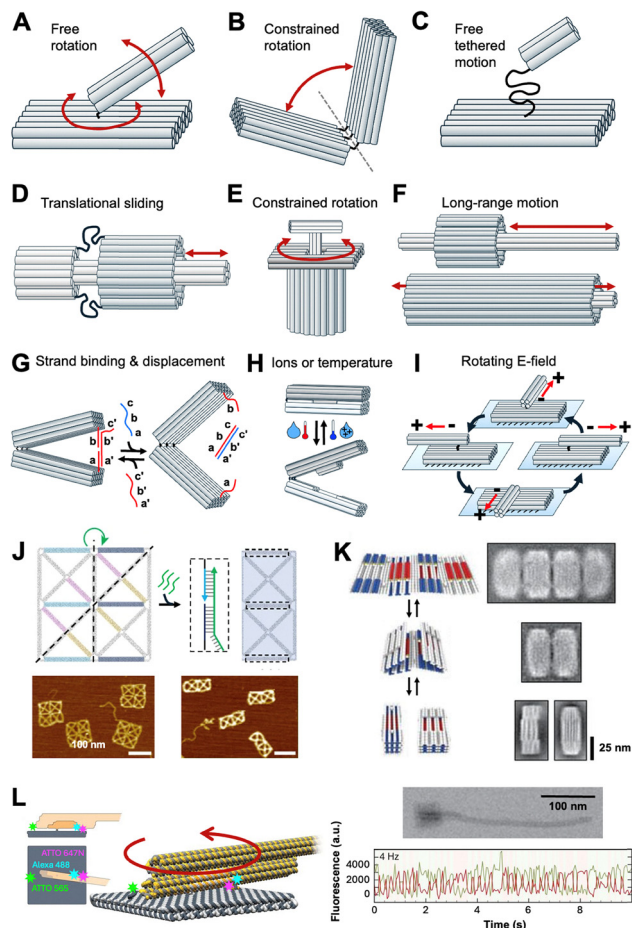 A
Free
rotation
B
Constrained
rotation
C
Free
tethered
motion
D
Translational sliding
E
Constrained rotation
F
Long-range motion
G
Strand binding & displacement
c'
b b'
a a'
c
b
a
c'
b'
a'
b
c c'
b b'
a'
a
H
Ions or temperature
I
Rotating E-field
+
-
+ -
- +
-
+
J
100 nm
K
25 nm
L
ATTO 647N
Alexa 488
ATTO 565
100 nm
Fluorescence (a.u.)
6000
4000
2000
0
4 Hz
0 2 4 6 8
Time (s)